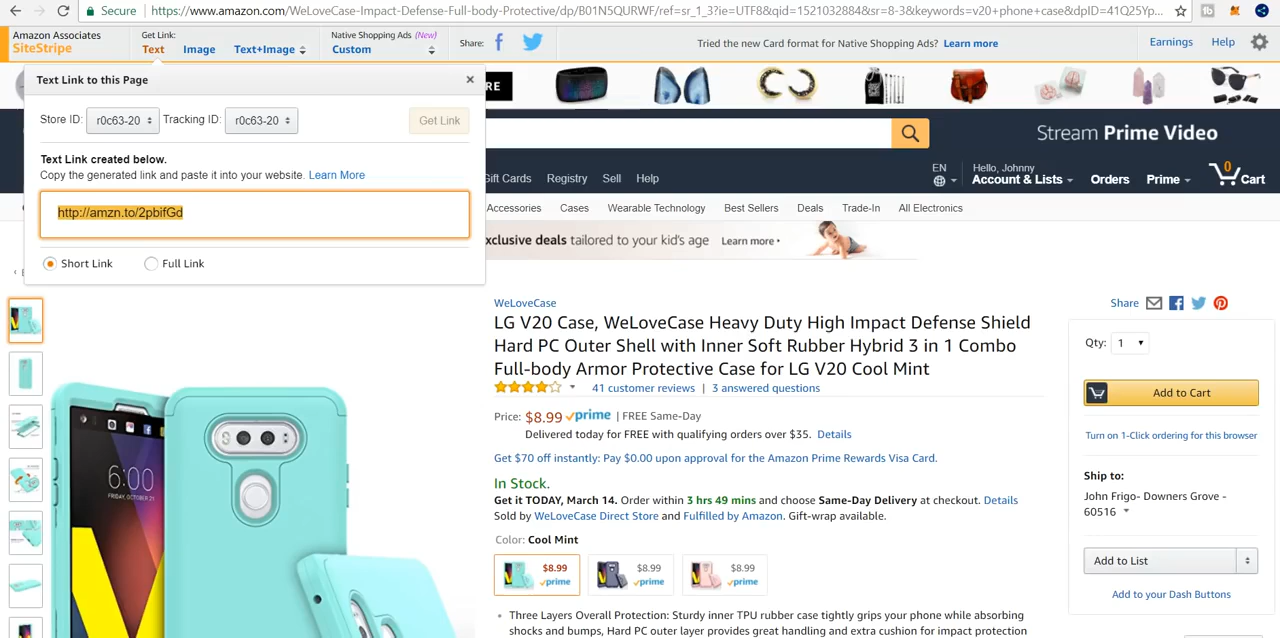 Secure
https://www.amazon.com/WeLoveCase-Impact-Defense-Full-body-Protective/dp/B01N5QURWF/ref=sr_1_3?ie=UTF8&qid=1521032884&sr=8-3&keywords=v20+phone+case&dpID=41Q25Yp...
Amazon Associates
SiteStripe
Get Link:
Text Image Text+Image
Native Shopping Ads (New)
Custom
Share:
Tried the new Card format for Native Shopping Ads? Learn more
Earnings Help
Text Link to this Page
×
Store ID: r0c63-20 Tracking ID: r0c63-20 Get Link
Text Link created below.
Copy the generated link and paste it into your website. Learn More
http://amzn.to/2pbifGd
Short Link Full Link
RE
Stream Prime Video
Gift Cards Registry Sell Help
EN
Hello, Johnny
Account & Lists Orders Prime 0 Cart
Accessories Cases Wearable Technology Best Sellers Deals Trade-In All Electronics
xclusive deals tailored to your kid's age Learn more
WeLoveCase
LG V20 Case, WeLoveCase Heavy Duty High Impact Defense Shield
Hard PC Outer Shell with Inner Soft Rubber Hybrid 3 in 1 Combo
Full-body Armor Protective Case for LG V20 Cool Mint
41 customer reviews | 3 answered questions
Price: $8.99 prime | FREE Same-Day
Delivered today for FREE with qualifying orders over $35. Details
Get $70 off instantly: Pay $0.00 upon approval for the Amazon Prime Rewards Visa Card.
In Stock.
Get it TODAY, March 14. Order within 3 hrs 49 mins and choose Same-Day Delivery at checkout. Details
Sold by WeLoveCase Direct Store and Fulfilled by Amazon. Gift-wrap available.
Color: Cool Mint
$8.99 prime
$8.99 prime
$8.99 prime
• Three Layers Overall Protection: Sturdy inner TPU rubber case tightly grips your phone while absorbing
shocks and bumps, Hard PC outer layer provides great handling and extra cushion for impact protection
Share
Qty: 1
Add to Cart
Turn on 1-Click ordering for this browser
Ship to:
John Frigo- Downers Grove -
60516
Add to List
Add to your Dash Buttons
6:00
FRIDAY, OCTOBER 21